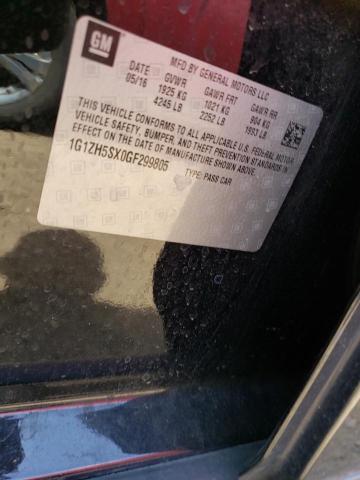 GM
MFD BY GENERAL MOTORS LLC
DATE GVWR GAWR FRT GAWR RR
05/16 1925 KG 1021 KG 904 KG
4245 LB 2252 LB 1993 LB
THIS VEHICLE CONFORMS TO ALL APPLICABLE U.S. FEDERAL MOTOR
VEHICLE SAFETY, BUMPER, AND THEFT PREVENTION STANDARDS IN
EFFECT ON THE DATE OF MANUFACTURE SHOWN ABOVE.
1G1ZH5SX0GF299805 TYPE: PASS CAR